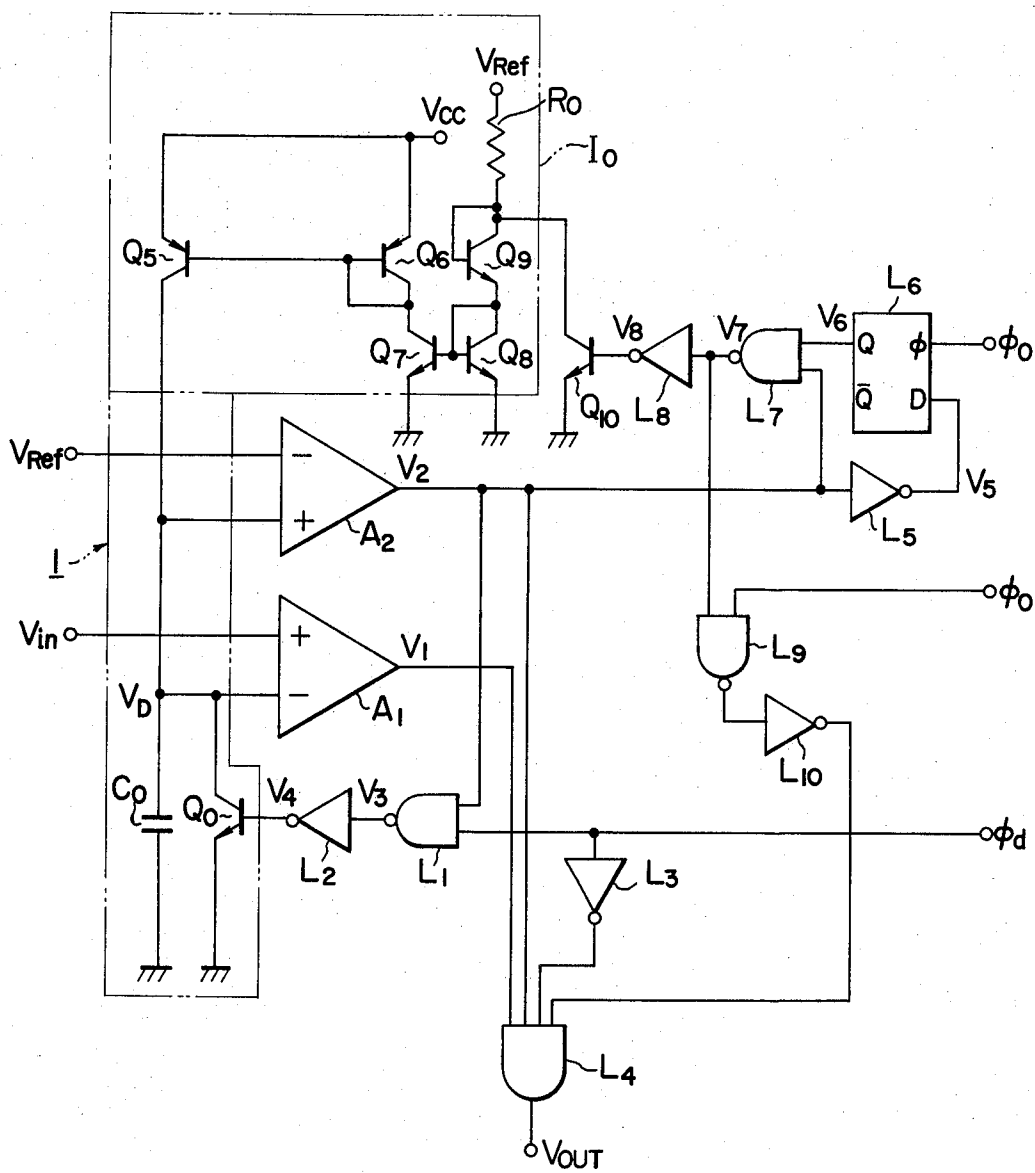 VRef
R0
VCC
I0
Q5
Q6
Q9
L6
V8
V7
V6
Q
ϕ
ϕ0
Q7
Q8
Q10
L8
L7
Q̅
D
VRef
−
V2
V5
+
A2
L5
1
ϕ0
Vin
+
V1
L9
VD
−
A1
L10
C0
Q0
V4
V3
ϕd
L2
L1
L3
L4
VOUT